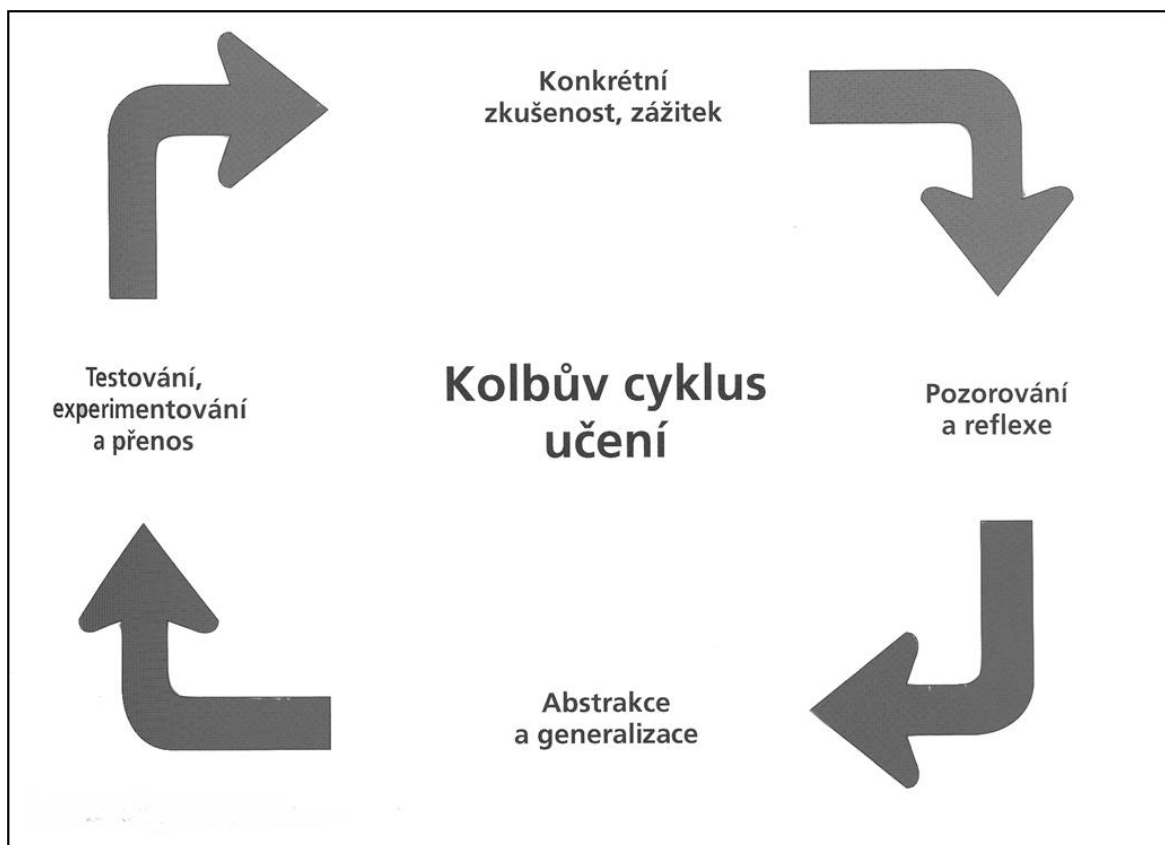 Konkrétní
zkušenost, zážitek
Testování,
experimentování
a přenos
Kolbův cyklus
učení
Pozorování
a reflexe
Abstrakce
a generalizace